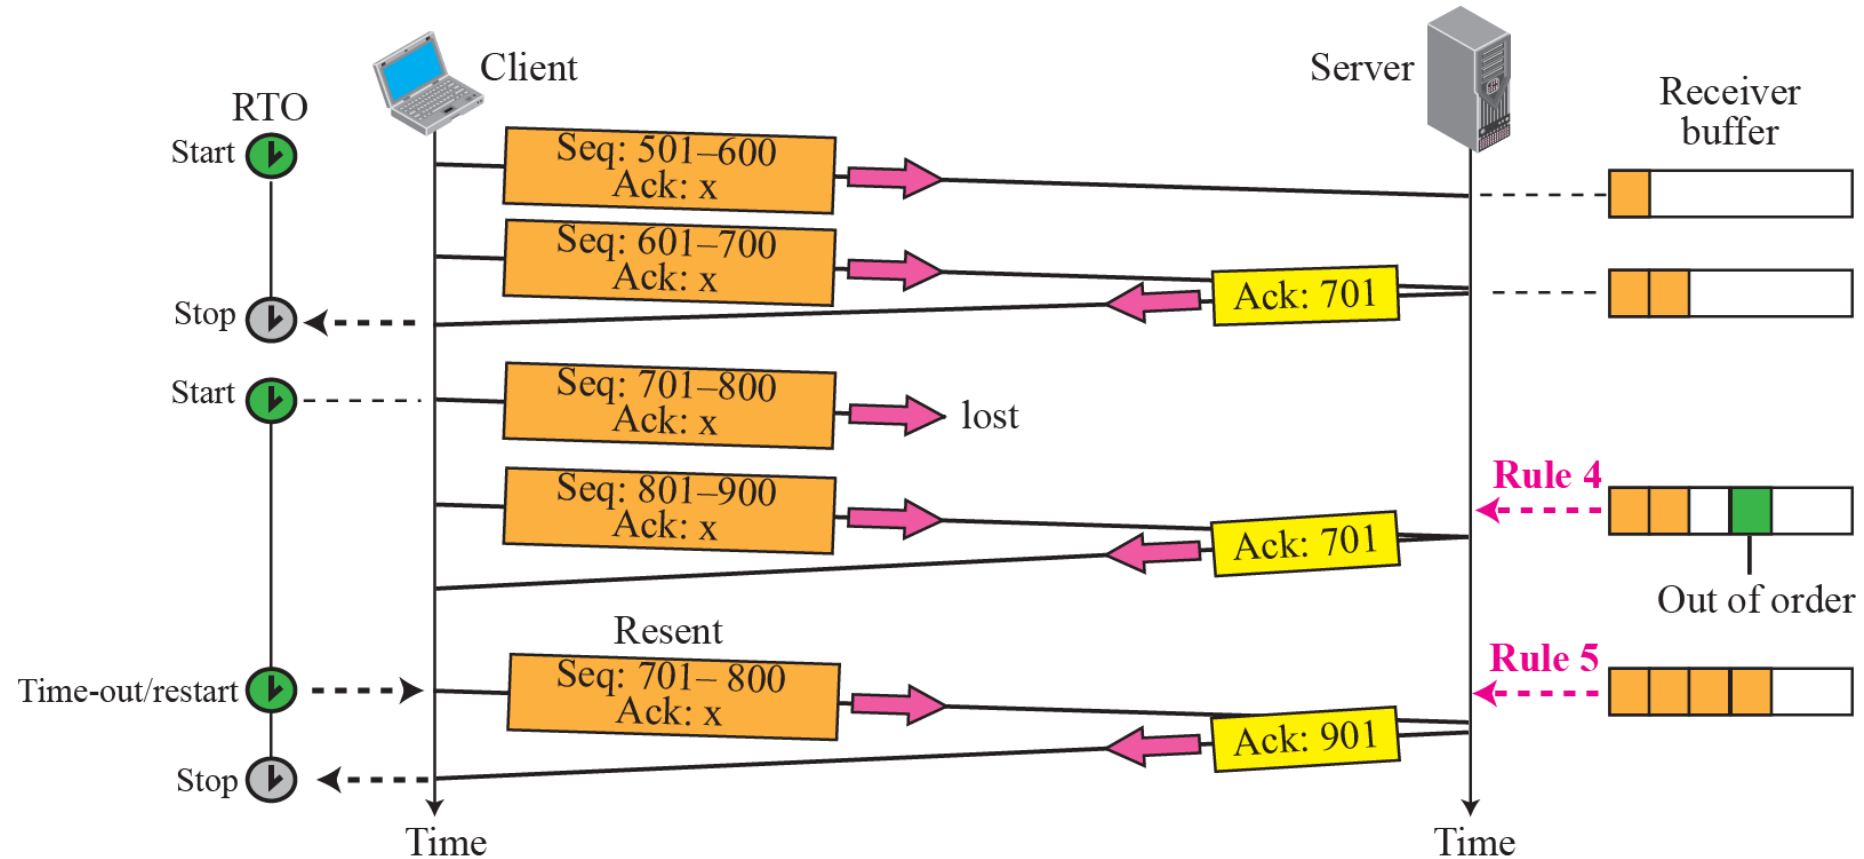 Client
Server
RTO
Receiver
buffer
Start
Seq: 501–600
Ack: x
Seq: 601–700
Ack: x
Ack: 701
Stop
Start
Seq: 701–800
Ack: x
lost
Rule 4
Seq: 801–900
Ack: x
Ack: 701
Out of order
Resent
Rule 5
Time-out/restart
Seq: 701– 800
Ack: x
Ack: 901
Stop
Time
Time